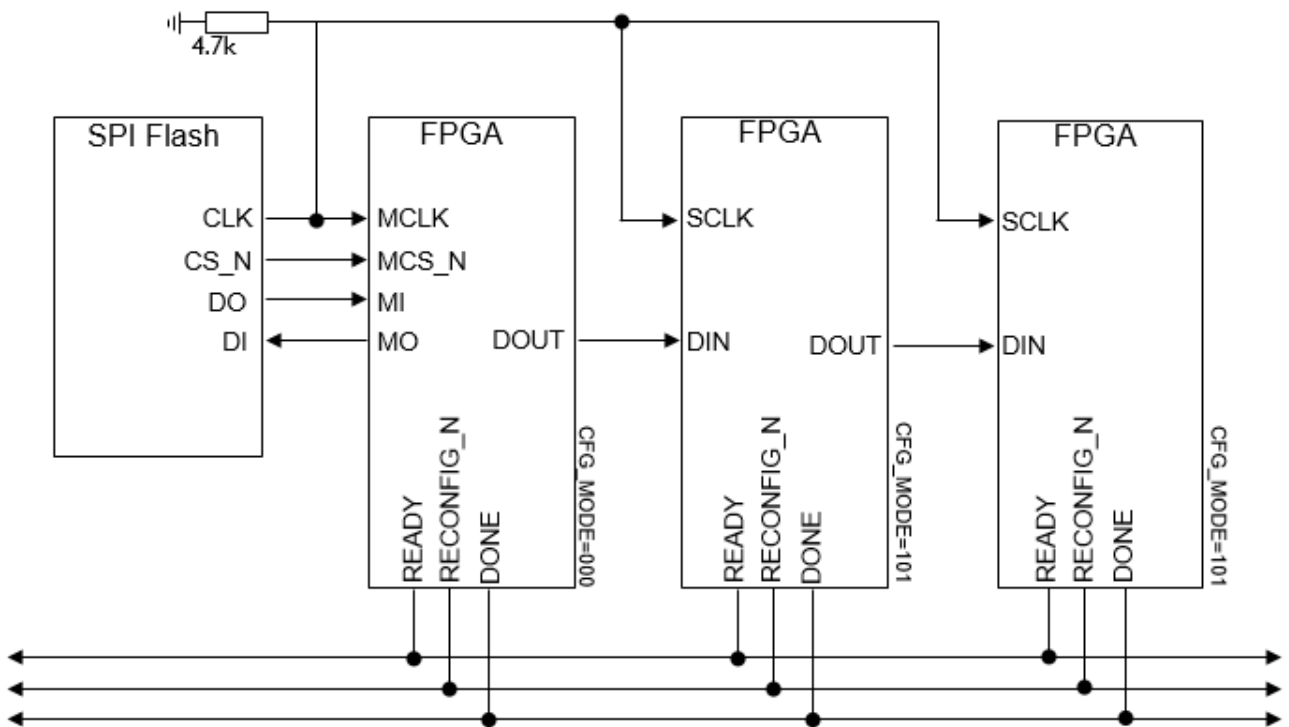 4.7k
SPI Flash
CLK
CS_N
DO
DI
FPGA
MCLK
MCS_N
MI
MO
DOUT
READY
RECONFIG_N
DONE
CFG_MODE=000
FPGA
SCLK
DIN
DOUT
READY
RECONFIG_N
DONE
CFG_MODE=101
FPGA
SCLK
DIN
READY
RECONFIG_N
DONE
CFG_MODE=101